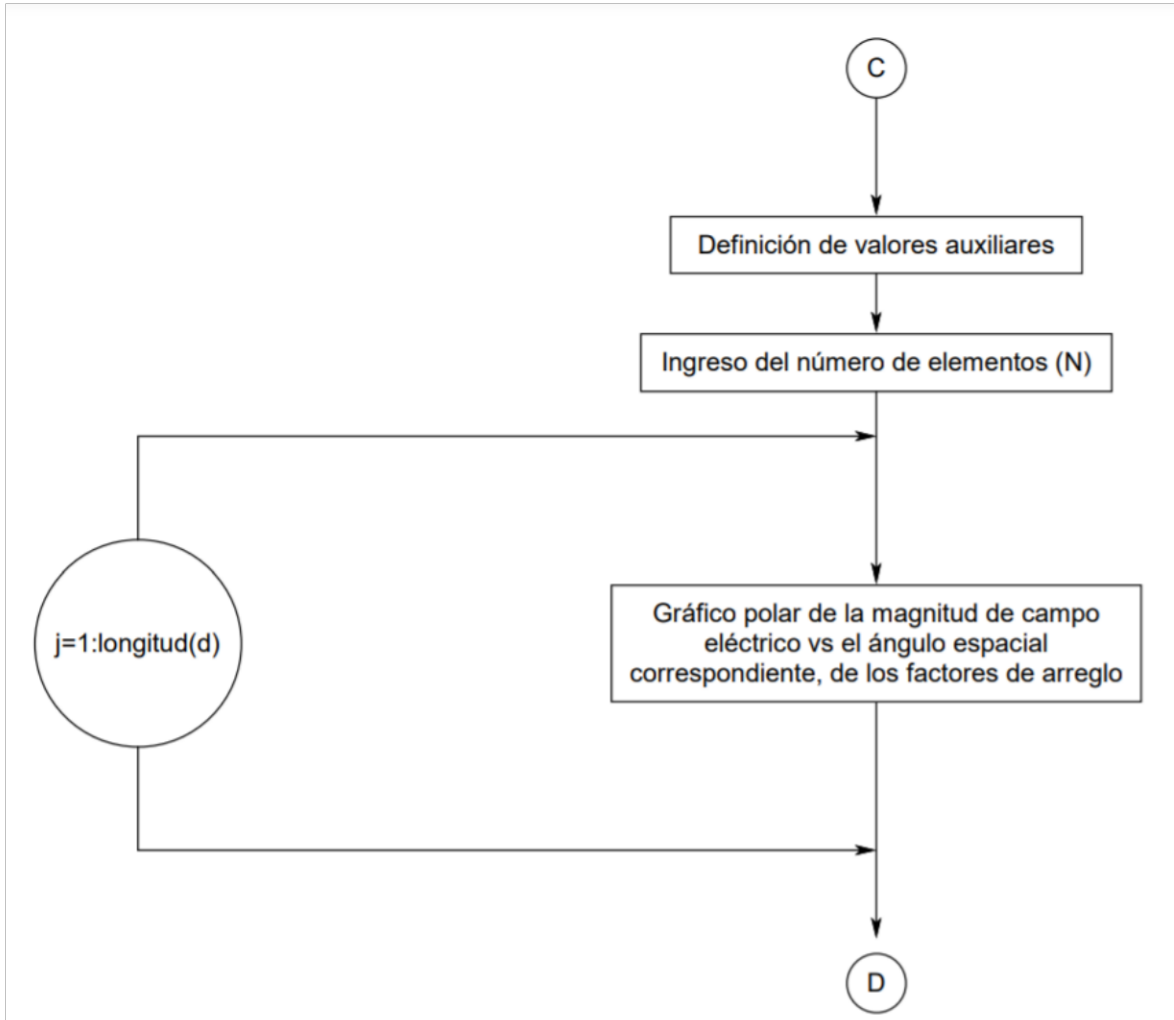 C
Definición de valores auxiliares
Ingreso del número de elementos (N)
j=1:longitud(d)
Gráfico polar de la magnitud de campo
eléctrico vs el ángulo espacial
correspondiente, de los factores de arreglo
D